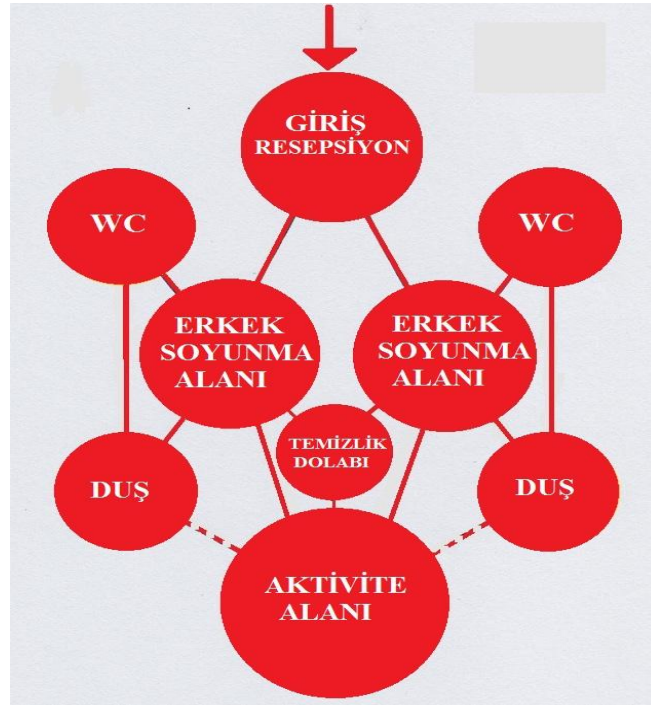 GİRİŞ
RESEPSİYON
WC
WC
ERKEK
SOYUNMA
ALANI
ERKEK
SOYUNMA
ALANI
TEMİZLİK
DOLABI
DUŞ
DUŞ
AKTİVİTE
ALANI